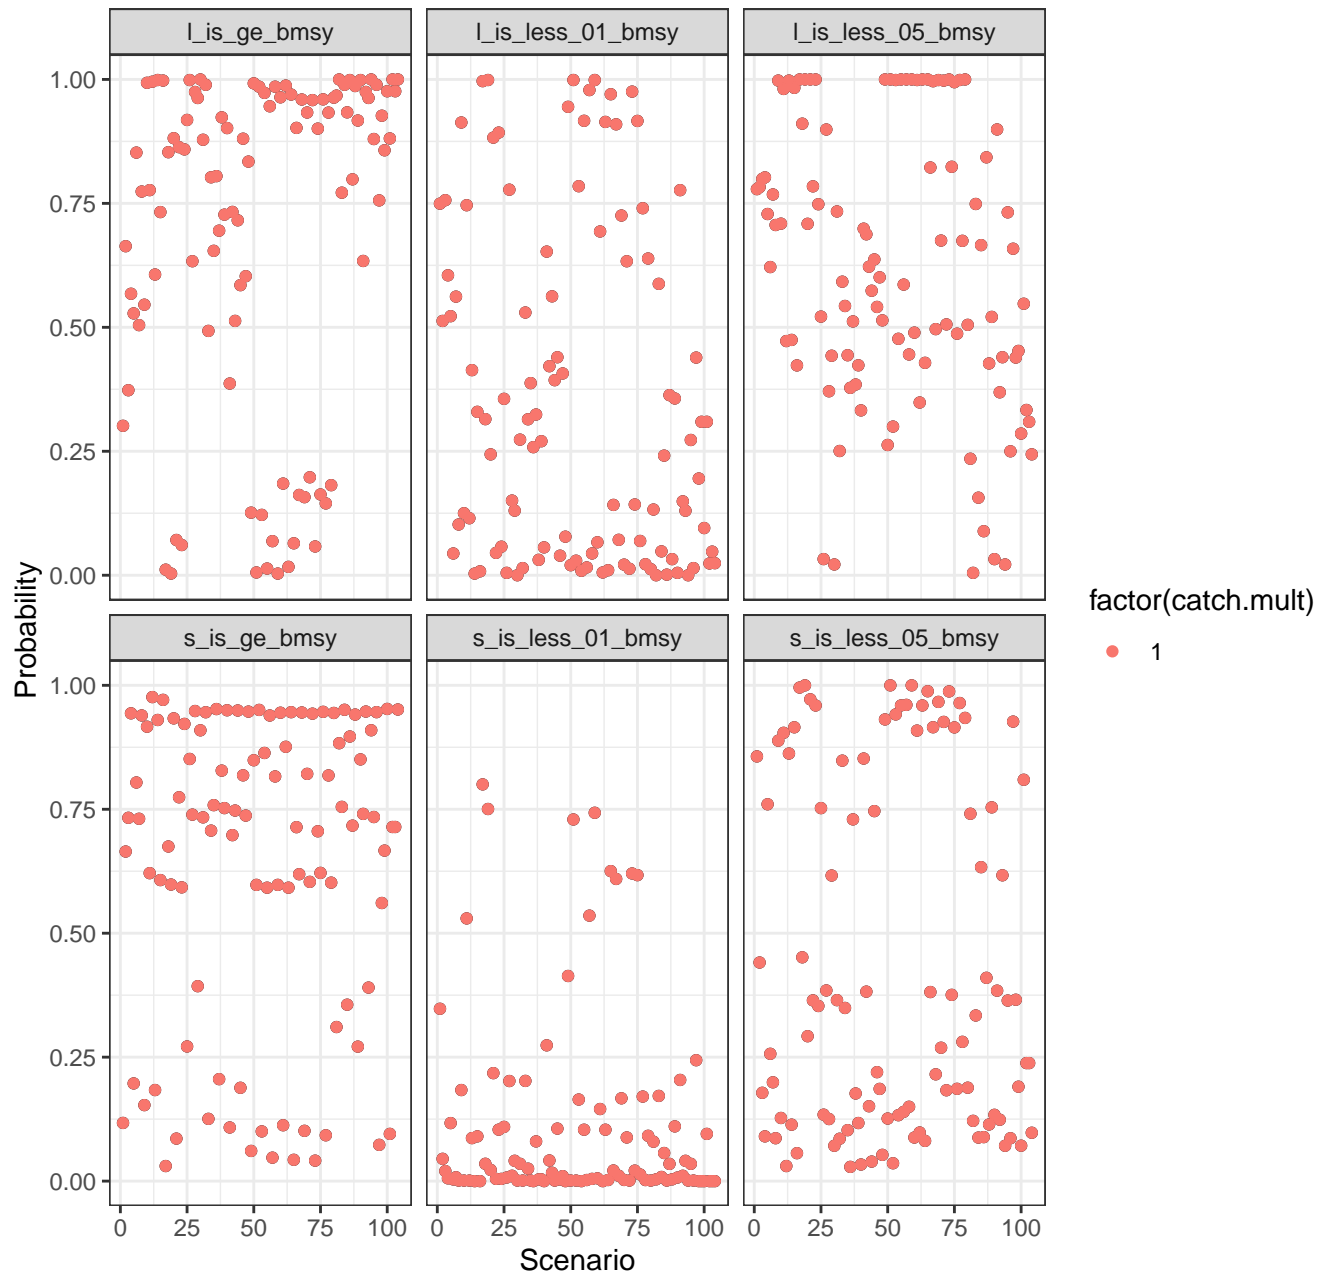 l_is_ge_bmsy
l_is_less_01_bmsy
l_is_less_05_bmsy
1.00
0.75
0.50
0.25
0.00
s_is_ge_bmsy
s_is_less_01_bmsy
s_is_less_05_bmsy
1.00
0.75
0.50
0.25
0.00
0 25 50 75 100
0 25 50 75 100
0 25 50 75 100
Probability
Scenario
factor(catch.mult)
1